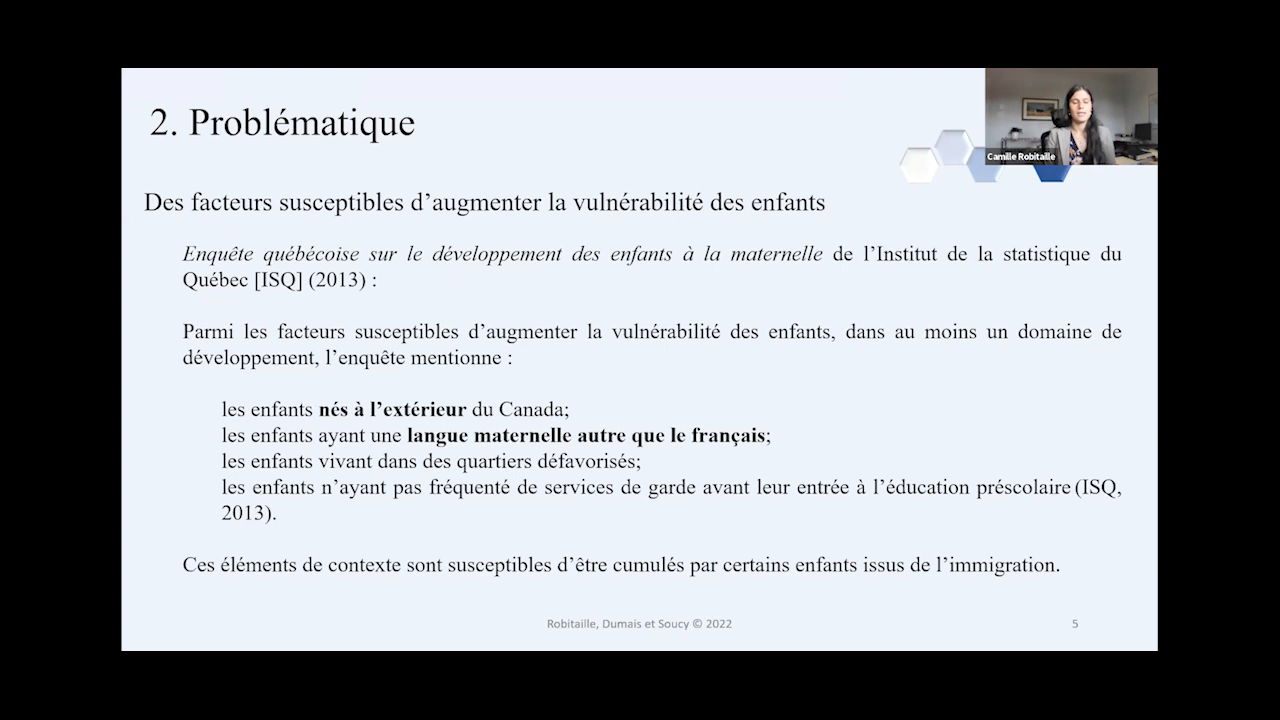 2. Problématique
Camille Robitaille
Des facteurs susceptibles d’augmenter la vulnérabilité des enfants
Enquête québécoise sur le développement des enfants à la maternelle de l’Institut de la statistique du
Québec [ISQ] (2013) :
Parmi les facteurs susceptibles d’augmenter la vulnérabilité des enfants, dans au moins un domaine de
développement, l’enquête mentionne :
les enfants nés à l’extérieur du Canada;
les enfants ayant une langue maternelle autre que le français;
les enfants vivant dans des quartiers défavorisés;
les enfants n’ayant pas fréquenté de services de garde avant leur entrée à l’éducation préscolaire (ISQ,
2013).
Ces éléments de contexte sont susceptibles d’être cumulés par certains enfants issus de l’immigration.
Robitaille, Dumais et Soucy © 2022
5